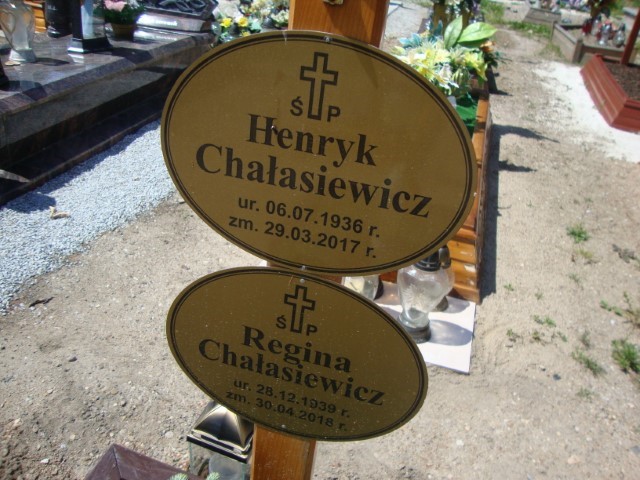 Ś P
Henryk
Chałasiewicz
ur. 06.07.1936 r.
zm. 29.03.2017 r.
Ś P
Regina
Chałasiewicz
ur. 28.12.1939 r.
zm. 30.04.2018 r.